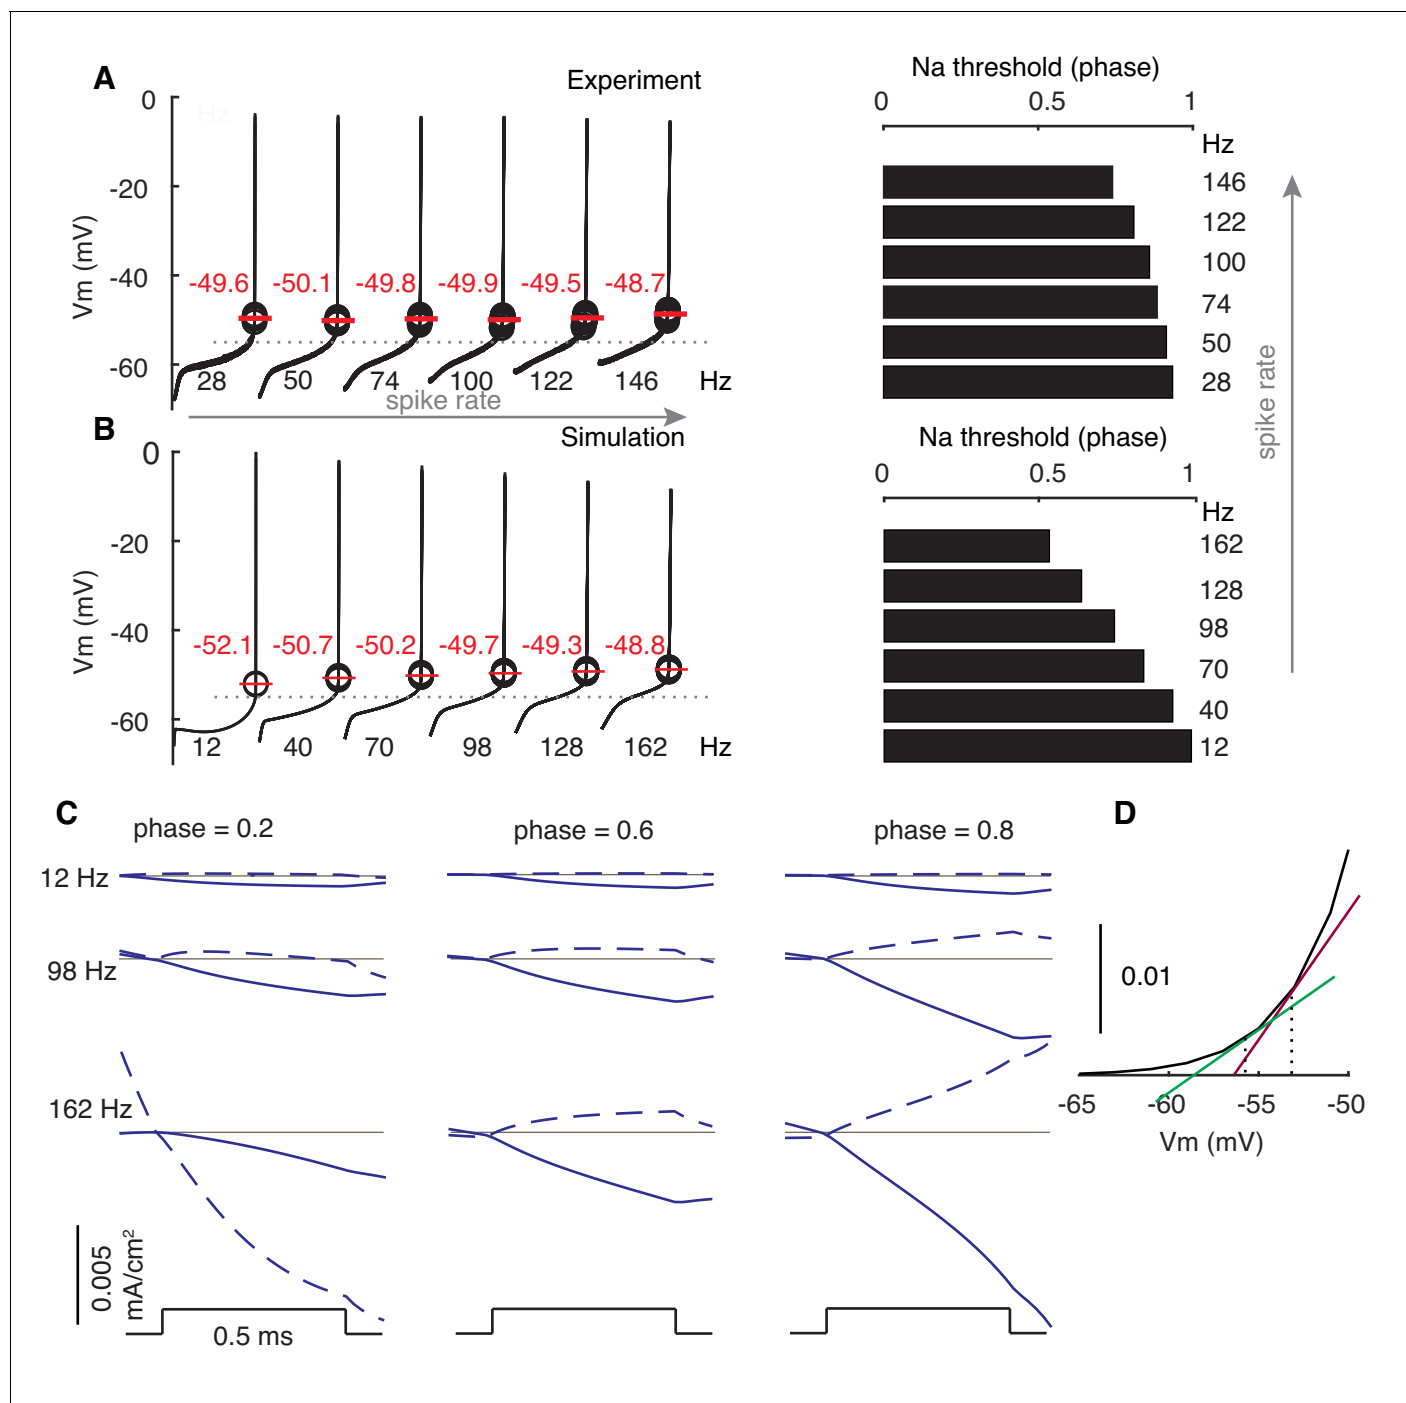 A
Experiment
Hz
0
-20
-40
-60
Vm (mV)
-49.6 -50.1 -49.8 -49.9 -49.5 -48.7
28 50 74 100 122 146 Hz
spike rate
Na threshold (phase)
0 0.5 1
Hz
146
122
100
74
50
28
spike rate
B
Simulation
0
-20
-40
-60
Vm (mV)
-52.1 -50.7 -50.2 -49.7 -49.3 -48.8
12 40 70 98 128 162 Hz
Na threshold (phase)
0 0.5 1
Hz
162
128
98
70
40
12
C
phase = 0.2 phase = 0.6 phase = 0.8
12 Hz
98 Hz
162 Hz
0.005
mA/cm²
0.5 ms
D
0.01
-65 -60 -55 -50
Vm (mV)